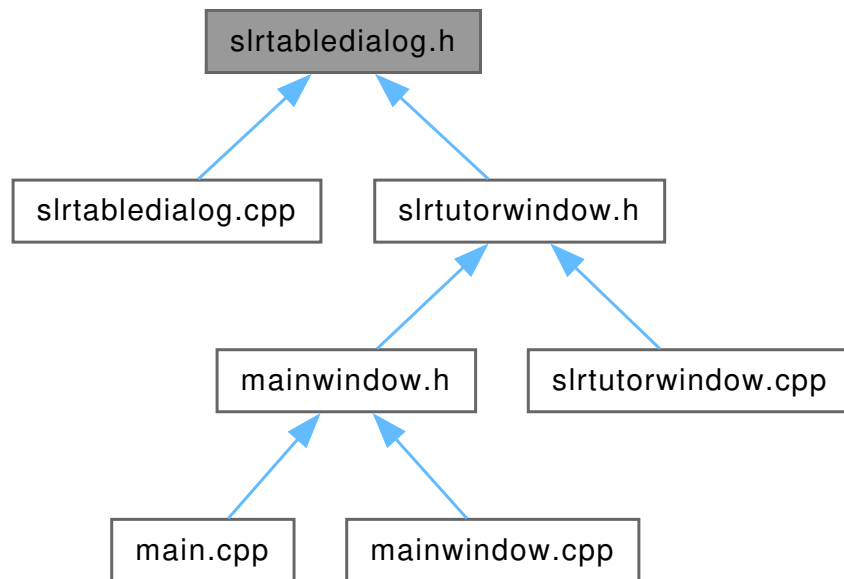 slrtabledialog.h
slrtabledialog.cpp
slrtutorwindow.h
mainwindow.h
slrtutorwindow.cpp
main.cpp
mainwindow.cpp